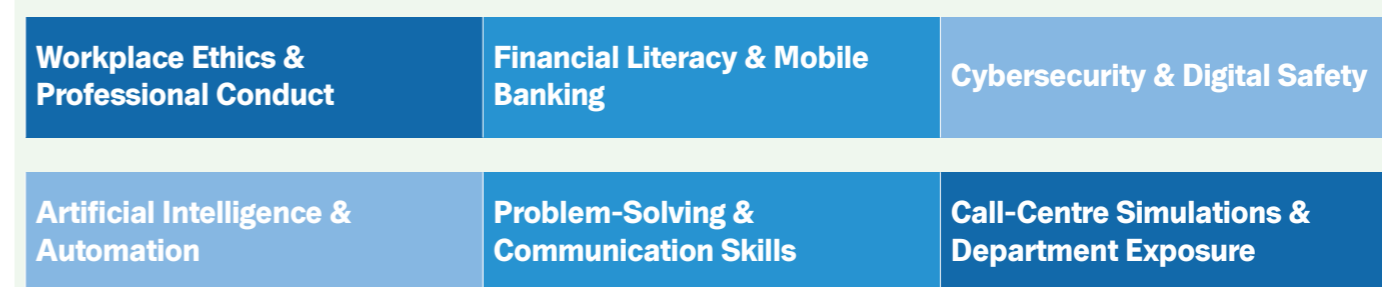 Workplace Ethics &
Professional Conduct
Financial Literacy & Mobile
Banking
Cybersecurity & Digital Safety
Artificial Intelligence &
Automation
Problem-Solving &
Communication Skills
Call-Centre Simulations &
Department Exposure